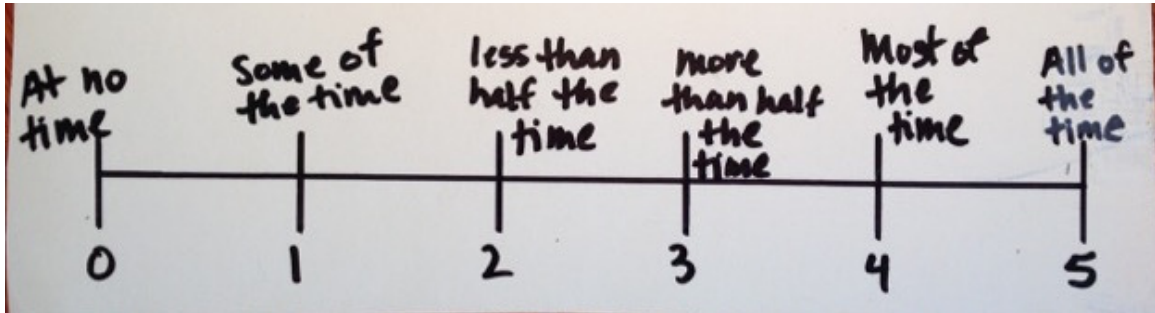 At no
time
Some of
the time
less than
half the
time
more
than half
the
time
Most of
the
time
All of
the
time
0 1 2 3 4 5